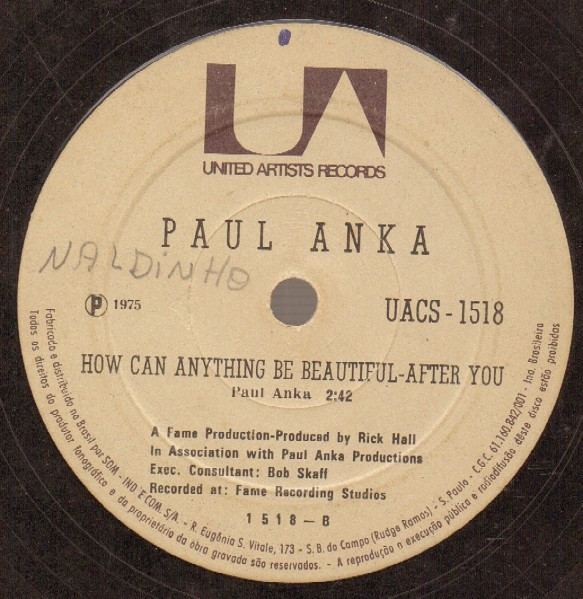 UA
UNITED ARTISTS RECORDS
PAUL ANKA
NALDINHO
℗ 1975
UACS - 1518
HOW CAN ANYTHING BE BEAUTIFUL-AFTER YOU
Paul Anka 2:42
A Fame Production-Produced by Rick Hall
In Association with Paul Anka Productions
Exec. Consultant: Bob Skaff
Recorded at: Fame Recording Studios
1518-B
Fabricado e distribuido no Brasil por SOM - IND E COM. S/A. - R. Eugênio S. Vitale, 173 - S. B. do Campo (Rudge Ramos) - S. Paulo - C.G.C. 61.160.842/001 - Ind. Brasileira
Todos os direitos do produtor fonográfico e do proprietário da obra gravada são reservados. - A reprodução n execução pública e radiodifusão dêste disco estão proibidas